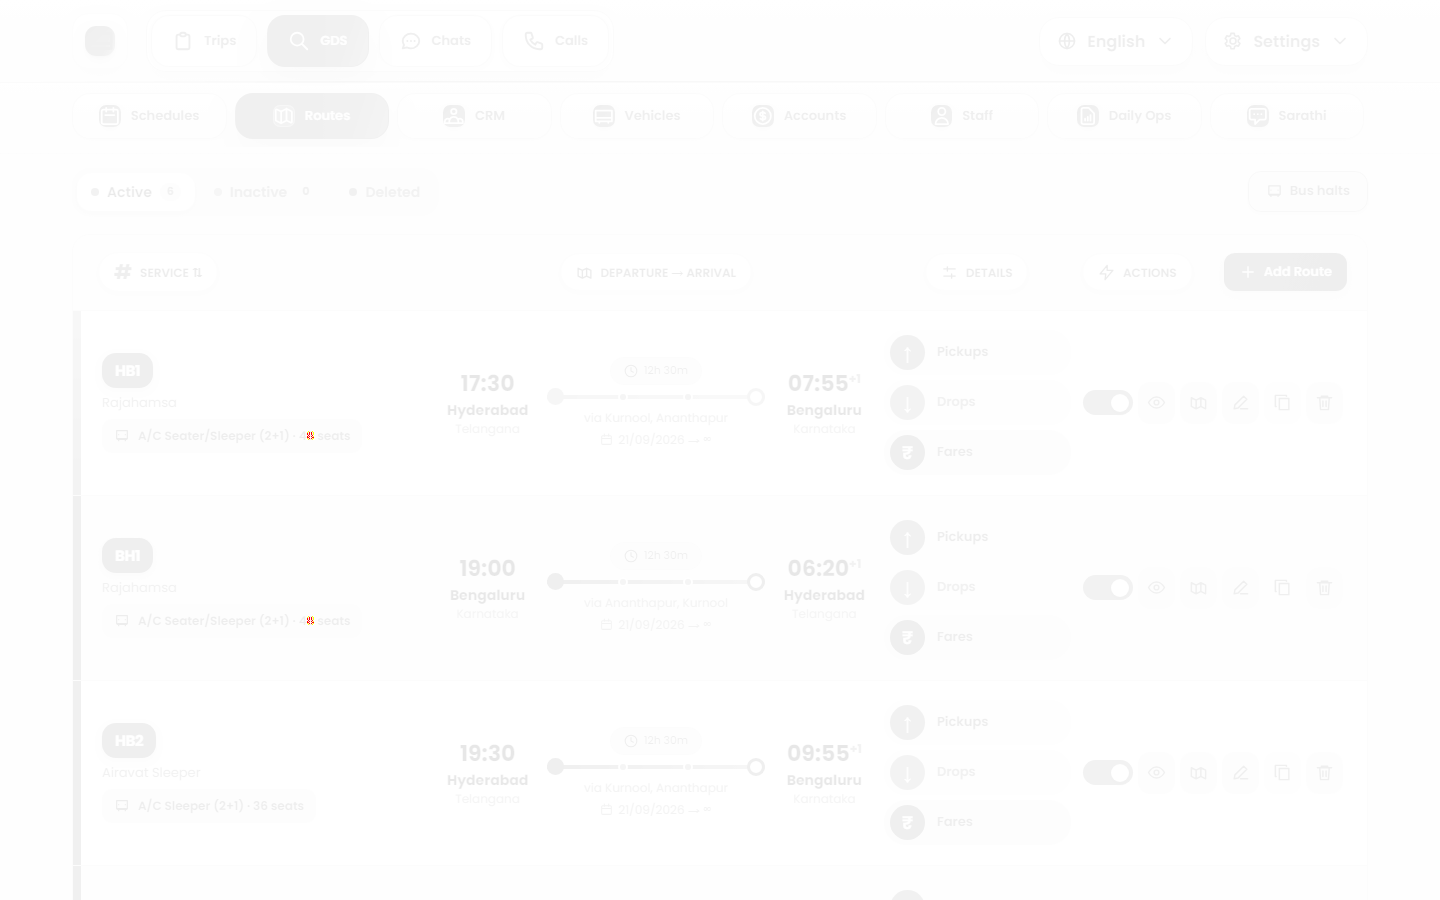 Trips
GDS
Chats
Calls
English
Settings
Schedules
Routes
CRM
Vehicles
Accounts
Staff
Daily Ops
Sarathi
Active
Inactive 0
Deleted
Bus halts
SERVICE
DEPARTURE — ARRIVAL
DETAILS
ACTIONS
+ Add Route
HB1
Rajahamsa
A/C Seater/Sleeper (2+1) · seats
17:30
Hyderabad
Telangana
12h 30m
via Kurnool, Ananthapur
21/09/2026 — ∞
07:55+1
Bengaluru
Karnataka
Pickups
Drops
₹ Fares
BH1
Rajahamsa
A/C Seater/Sleeper (2+1) · seats
19:00
Bengaluru
Karnataka
12h 30m
via Ananthapur, Kurnool
21/09/2026 — ∞
06:20+1
Hyderabad
Telangana
Pickups
Drops
₹ Fares
HB2
Airavat Sleeper
A/C Sleeper (2+1) · 36 seats
19:30
Hyderabad
Telangana
12h 30m
via Kurnool, Ananthapur
21/09/2026 — ∞
09:55+1
Bengaluru
Karnataka
Pickups
Drops
₹ Fares